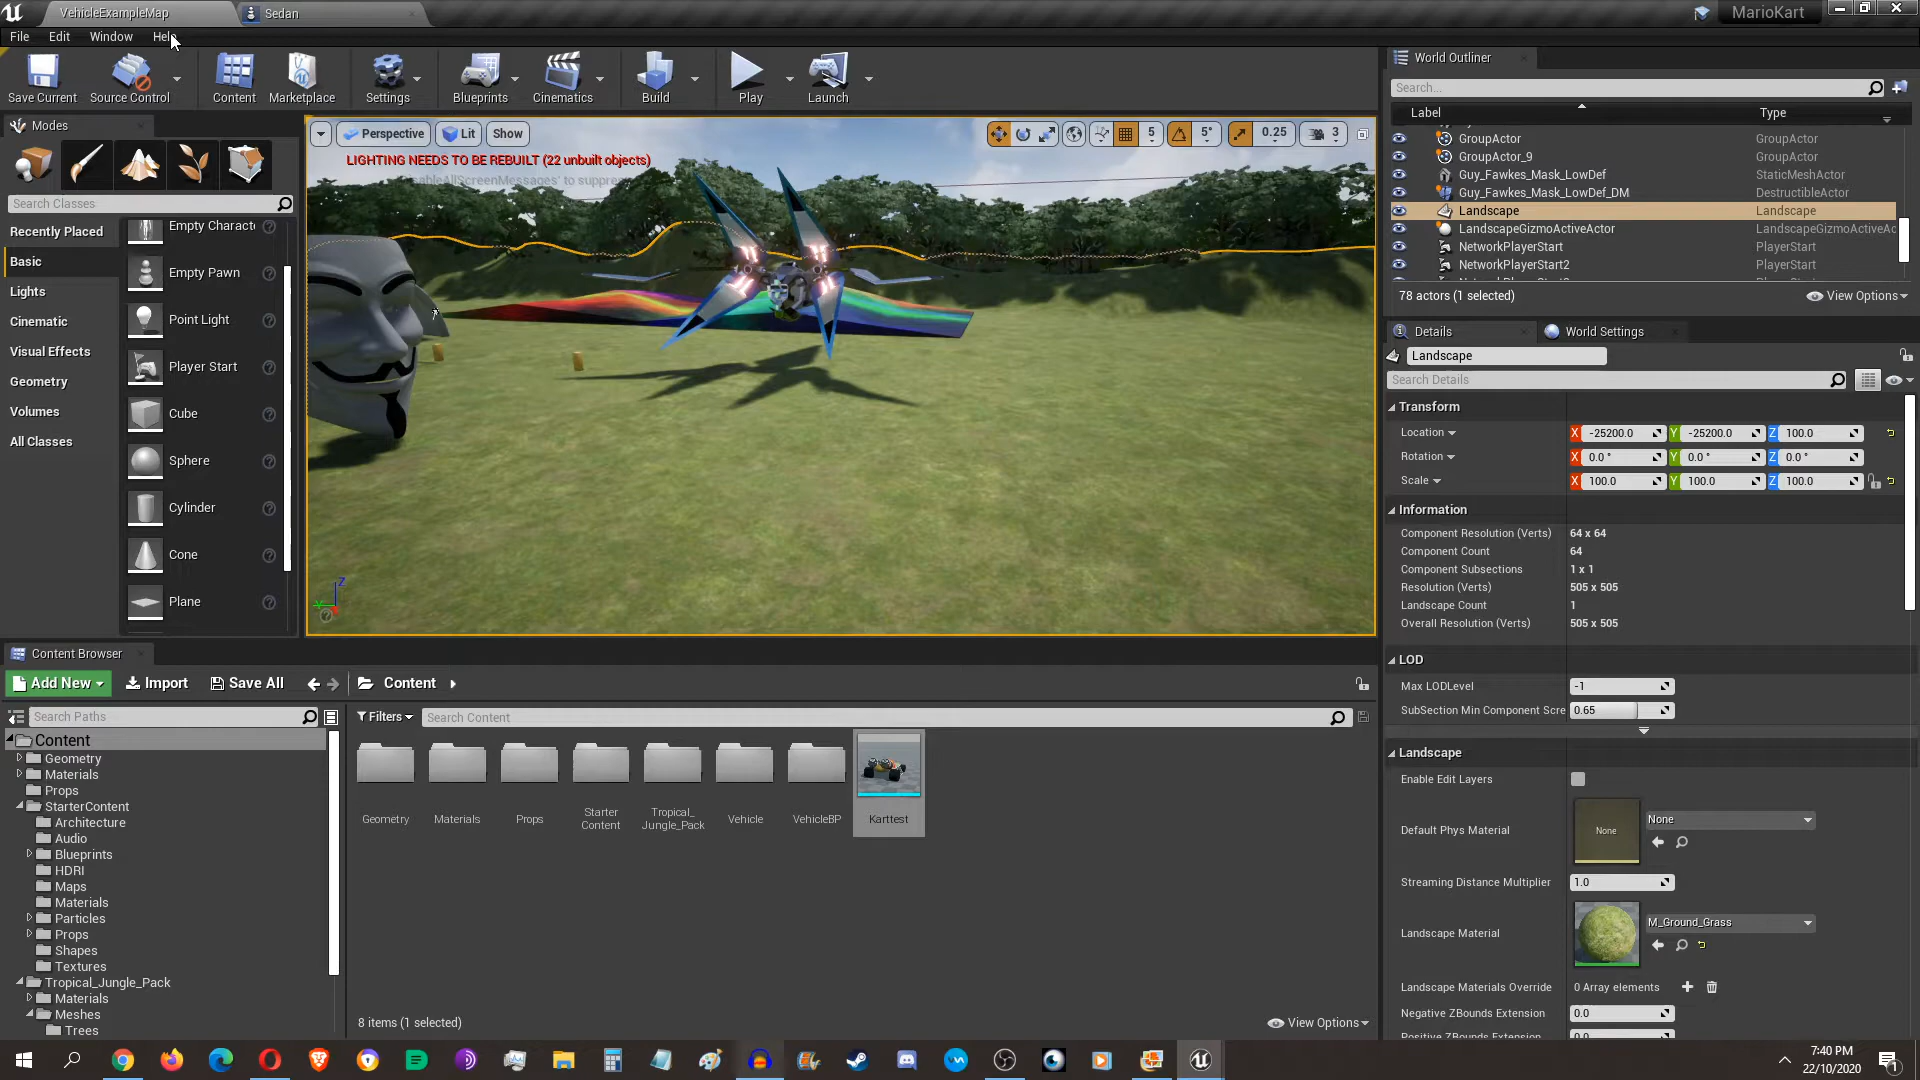 VehicleExampleMap
Sedan
MarioKart
File Edit Window Help
Save Current
Source Control
Content
Marketplace
Settings
Blueprints
Cinematics
Build
Play
Launch
Modes
Search Classes
Recently Placed
Basic
Lights
Cinematic
Visual Effects
Geometry
Volumes
All Classes
Empty Charact
Empty Pawn
Point Light
Player Start
Cube
Sphere
Cylinder
Cone
Plane
Perspective
Lit
Show
5
5°
0.25
3
LIGHTING NEEDS TO BE REBUILT (22 unbuilt objects)
World Outliner
Search...
Label Type
GroupActor GroupActor
GroupActor_9 GroupActor
Guy_Fawkes_Mask_LowDef StaticMeshActor
Guy_Fawkes_Mask_LowDef_DM DestructibleActor
Landscape Landscape
LandscapeGizmoActiveActor LandscapeGizmoActiveAc
NetworkPlayerStart PlayerStart
NetworkPlayerStart2 PlayerStart
78 actors (1 selected)
View Options
Details
World Settings
Landscape
Search Details
Transform
Location X -25200.0 Y -25200.0 Z 100.0
Rotation X 0.0 ° Y 0.0 ° Z 0.0 °
Scale X 100.0 Y 100.0 Z 100.0
Information
Component Resolution (Verts) 64 x 64
Component Count 64
Component Subsections 1 x 1
Resolution (Verts) 505 x 505
Landscape Count 1
Overall Resolution (Verts) 505 x 505
LOD
Max LODLevel -1
SubSection Min Component Scre 0.65
Landscape
Enable Edit Layers
Default Phys Material None None
Streaming Distance Multiplier 1.0
Landscape Material M_Ground_Grass
Landscape Materials Override 0 Array elements
Negative ZBounds Extension 0.0
Positive ZBounds Extension 0.0
Content Browser
Add New
Import
Save All
Content
Search Paths
Filters
Search Content
Content
Geometry
Materials
Props
StarterContent
Architecture
Audio
Blueprints
HDRI
Maps
Materials
Particles
Props
Shapes
Textures
Tropical_Jungle_Pack
Materials
Meshes
Trees
Geometry
Materials
Props
Starter
Content
Tropical_
Jungle_Pack
Vehicle
VehicleBP
Karttest
8 items (1 selected)
View Options
7:40 PM
22/10/2020